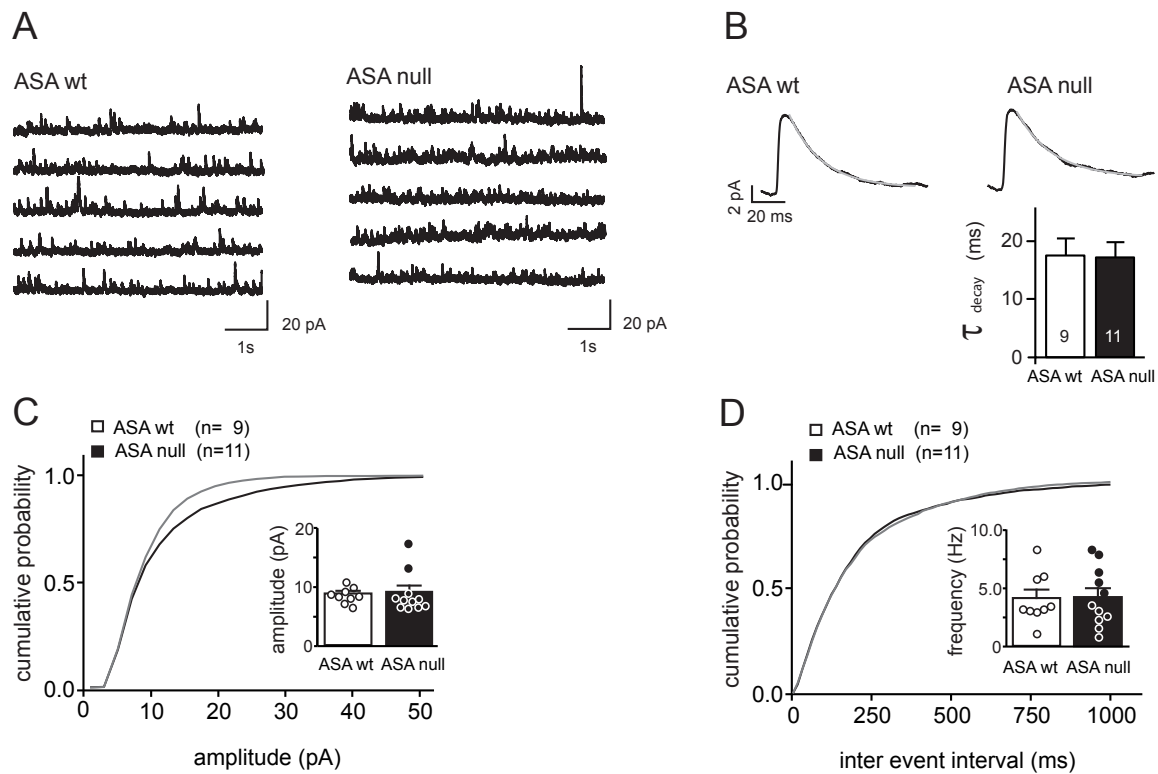 A
ASA wt
ASA null
20 pA
1s
20 pA
1s
B
ASA wt
ASA null
2 pA
20 ms
τ decay (ms)
20
10
0
9
11
ASA wt
ASA null
C
ASA wt (n= 9)
ASA null (n=11)
cumulative probability
1.0
0.5
0.0
0
10
20
30
40
50
amplitude (pA)
amplitude (pA)
20
10
0
ASA wt
ASA null
D
ASA wt (n= 9)
ASA null (n=11)
cumulative probability
1.0
0.5
0.0
0
250
500
750
1000
inter event interval (ms)
frequency (Hz)
10.0
5.0
0
ASA wt
ASA null